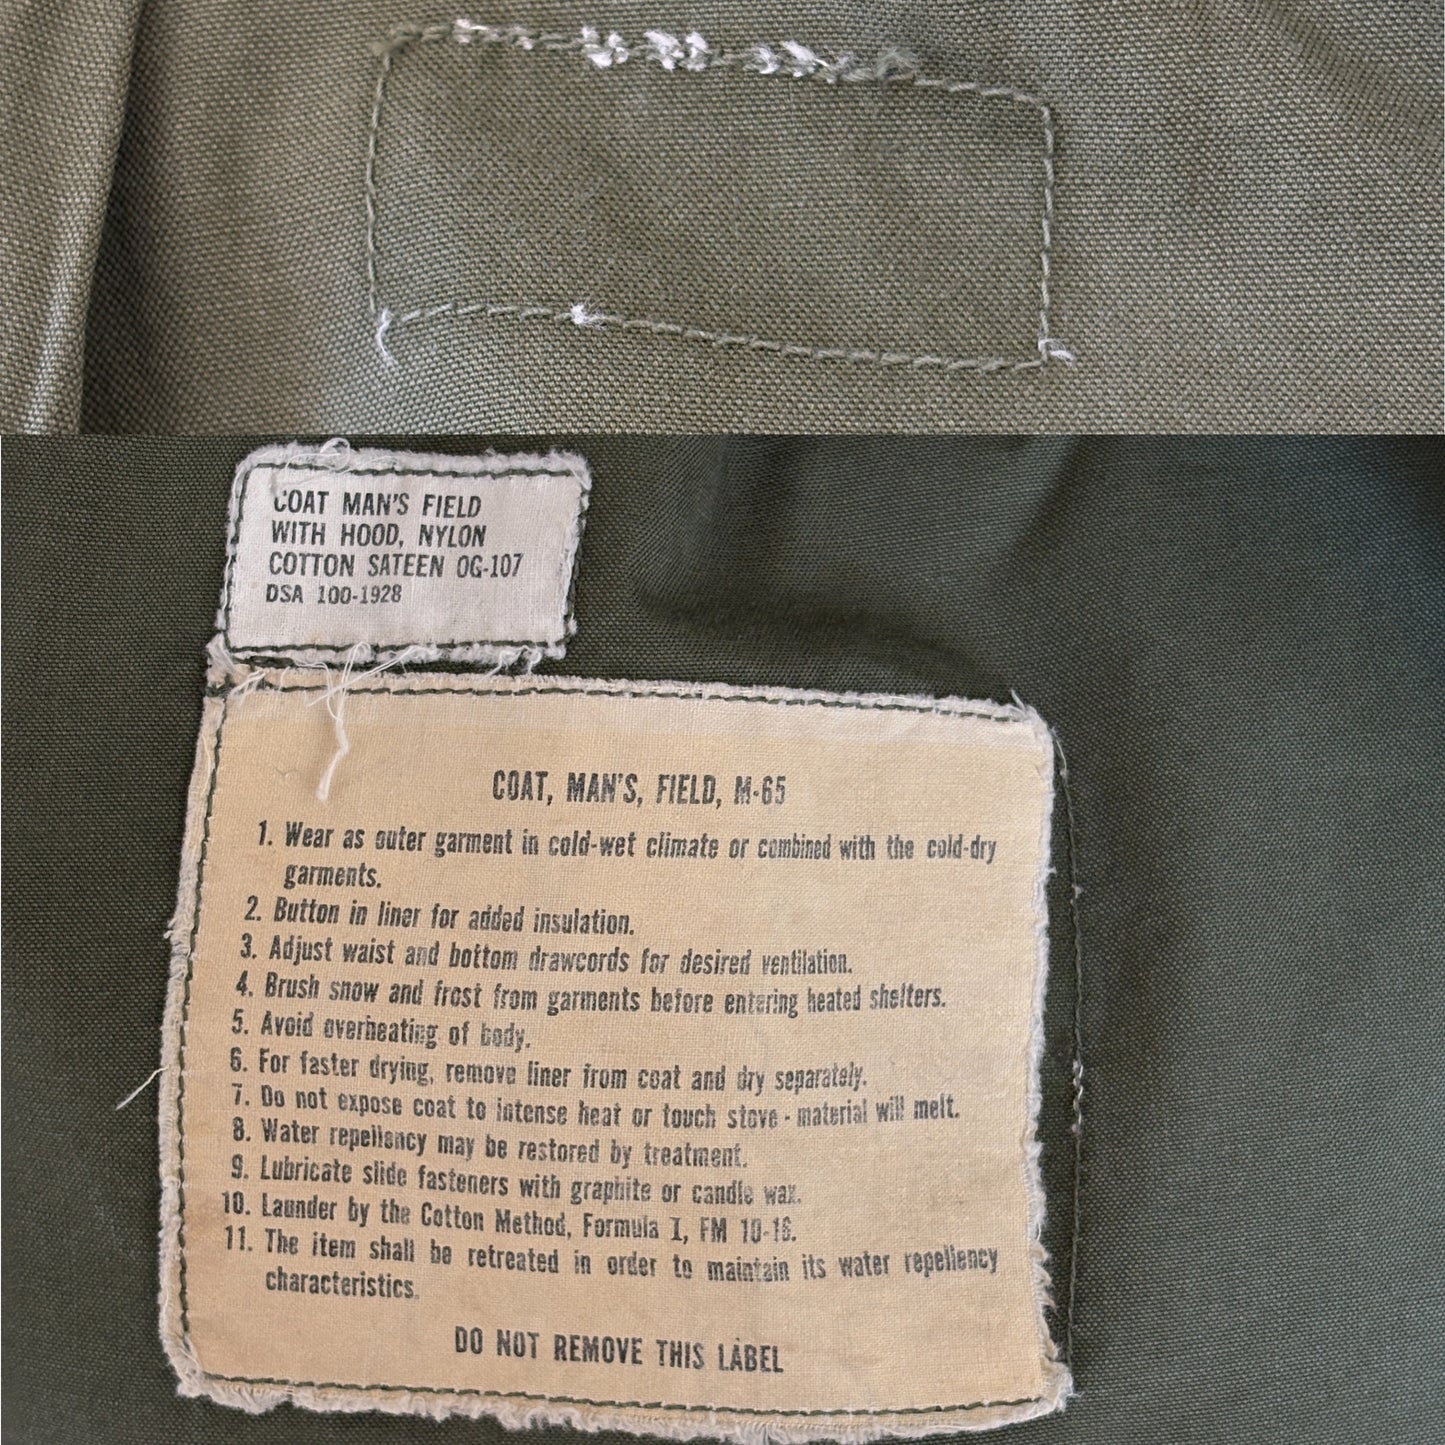 COAT MAN'S FIELD
WITH HOOD, NYLON
COTTON SATEEN OG-107
DSA 100-1928
COAT, MAN'S, FIELD, M-65
1. Wear as outer garment in cold-wet climate or combined with the cold-dry
garments.
2. Button in liner for added insulation.
3. Adjust waist and bottom drawcords for desired ventilation.
4. Brush snow and frost from garments before entering heated shelters.
5. Avoid overheating of body.
6. For faster drying, remove liner from coat and dry separately.
7. Do not expose coat to intense heat or touch stove - material will melt.
8. Water repellency may be restored by treatment.
9. Lubricate slide fasteners with graphite or candle wax.
10. Launder by the Cotton Method, Formula I, FM 10-16.
11. The item shall be retreated in order to maintain its water repellency
characteristics.
DO NOT REMOVE THIS LABEL